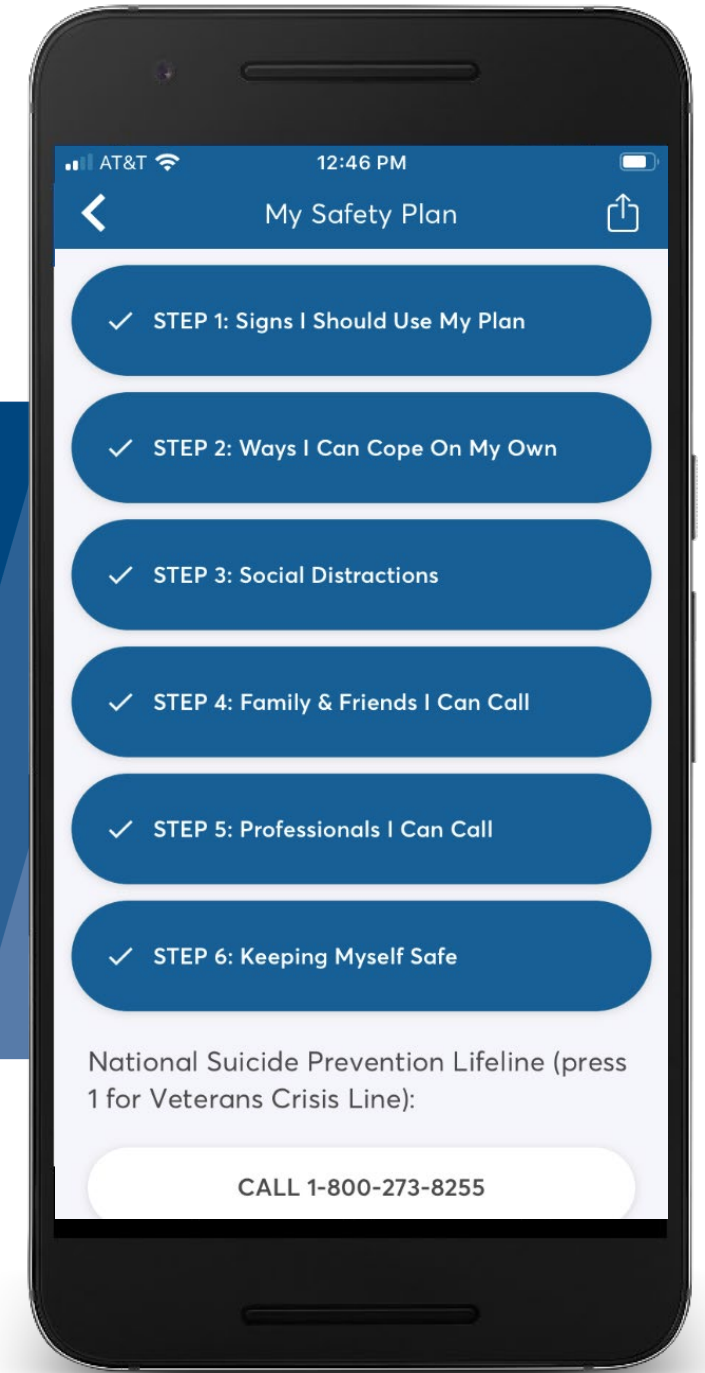 AT&T 12:46 PM
My Safety Plan
STEP 1: Signs I Should Use My Plan
STEP 2: Ways I Can Cope On My Own
STEP 3: Social Distractions
STEP 4: Family & Friends I Can Call
STEP 5: Professionals I Can Call
STEP 6: Keeping Myself Safe
National Suicide Prevention Lifeline (press
1 for Veterans Crisis Line):
CALL 1-800-273-8255